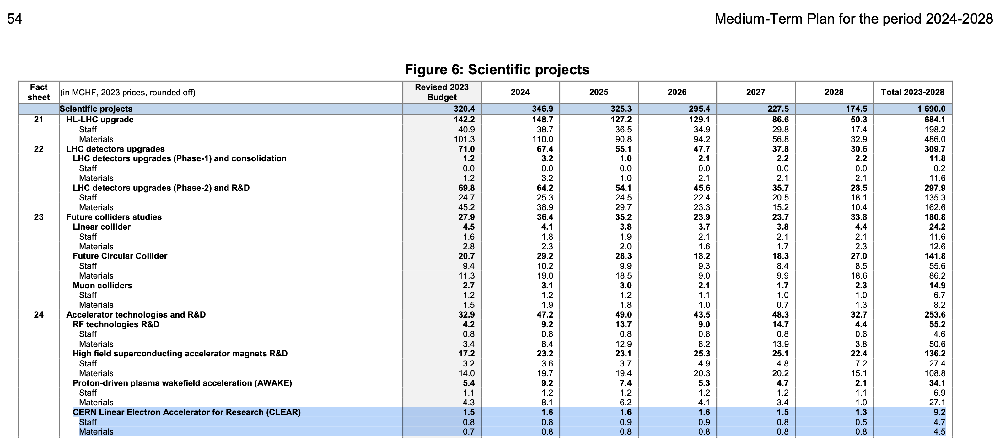 54 Medium-Term Plan for the period 2024-2028
Figure 6: Scientific projects
Fact sheet (in MCHF, 2023 prices, rounded off) Revised 2023 Budget 2024 2025 2026 2027 2028 Total 2023-2028
Scientific projects 320.4 346.9 325.3 295.4 227.5 174.5 1 690.0
21 HL-LHC upgrade 142.2 148.7 127.2 129.1 86.6 50.3 684.1
Staff 40.9 38.7 36.5 34.9 29.8 17.4 198.2
Materials 101.3 110.0 90.8 94.2 56.8 32.9 486.0
22 LHC detectors upgrades 71.0 67.4 55.1 47.7 37.8 30.6 309.7
LHC detectors upgrades (Phase-1) and consolidation 1.2 3.2 1.0 2.1 2.2 2.2 11.8
Staff 0.0 0.0 0.0 0.0 0.0 0.0 0.2
Materials 1.2 3.2 1.0 2.1 2.1 2.1 11.6
LHC detectors upgrades (Phase-2) and R&D 69.8 64.2 54.1 45.6 35.7 28.5 297.9
Staff 24.7 25.3 24.5 22.4 20.5 18.1 135.3
Materials 45.2 38.9 29.7 23.3 15.2 10.4 162.6
23 Future colliders studies 27.9 36.4 35.2 23.9 23.7 33.8 180.8
Linear collider 4.5 4.1 3.8 3.7 3.8 4.4 24.2
Staff 1.6 1.8 1.9 2.1 2.1 2.1 11.6
Materials 2.8 2.3 2.0 1.6 1.7 2.3 12.6
Future Circular Collider 20.7 29.2 28.3 18.2 18.3 27.0 141.8
Staff 9.4 10.2 9.9 9.3 8.4 8.5 55.6
Materials 11.3 19.0 18.5 9.0 9.9 18.6 86.2
Muon colliders 2.7 3.1 3.0 2.1 1.7 2.3 14.9
Staff 1.2 1.2 1.2 1.1 1.0 1.0 6.7
Materials 1.5 1.9 1.8 1.0 0.7 1.3 8.2
24 Accelerator technologies and R&D 32.9 47.2 49.0 43.5 48.3 32.7 253.6
RF technologies R&D 4.2 9.2 13.7 9.0 14.7 4.4 55.2
Staff 0.8 0.8 0.8 0.8 0.8 0.6 4.6
Materials 3.4 8.4 12.9 8.2 13.9 3.8 50.6
High field superconducting accelerator magnets R&D 17.2 23.2 23.1 25.3 25.1 22.4 136.2
Staff 3.2 3.6 3.7 4.9 4.8 7.2 27.4
Materials 14.0 19.7 19.4 20.3 20.2 15.1 108.8
Proton-driven plasma wakefield acceleration (AWAKE) 5.4 9.2 7.4 5.3 4.7 2.1 34.1
Staff 1.1 1.2 1.2 1.2 1.2 1.1 6.9
Materials 4.3 8.1 6.2 4.1 3.4 1.0 27.1
CERN Linear Electron Accelerator for Research (CLEAR) 1.5 1.6 1.6 1.6 1.5 1.3 9.2
Staff 0.8 0.8 0.9 0.9 0.8 0.5 4.7
Materials 0.7 0.8 0.8 0.8 0.8 0.8 4.5